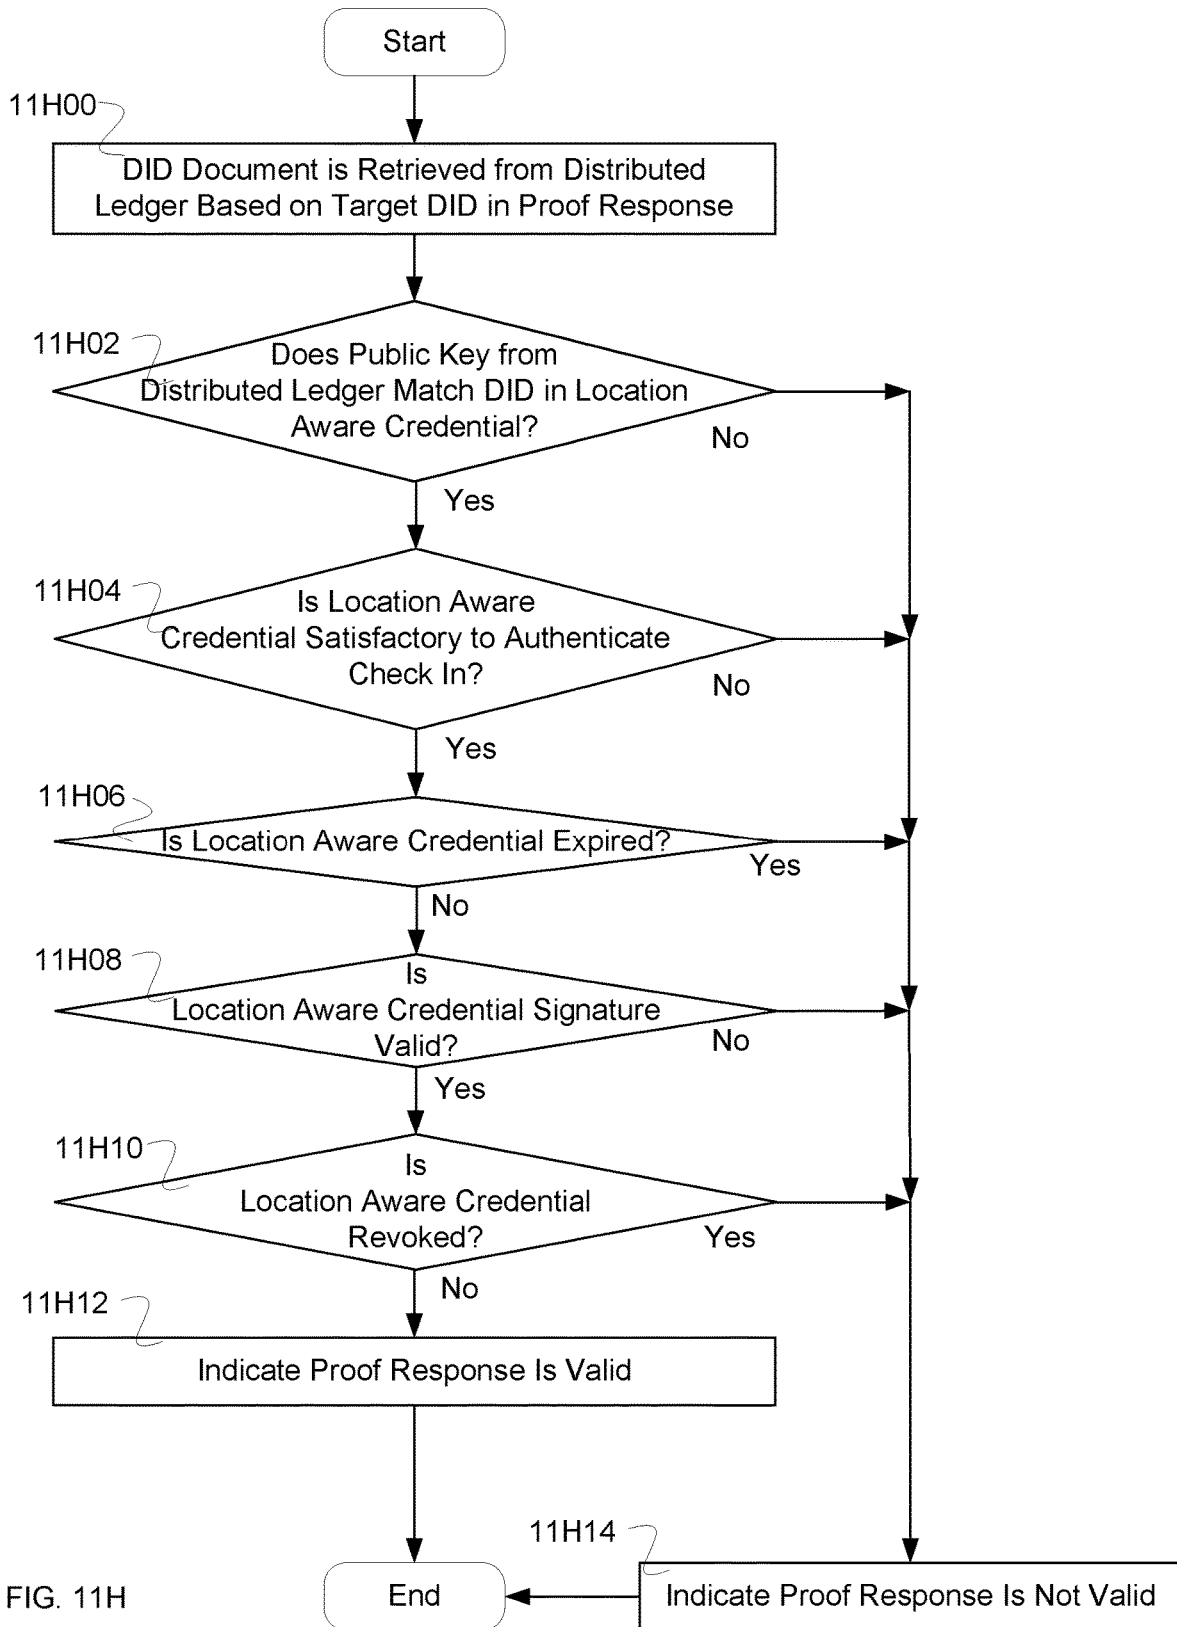 Start
11H00
DID Document is Retrieved from Distributed
Ledger Based on Target DID in Proof Response
11H02
Does Public Key from
Distributed Ledger Match DID in Location
Aware Credential?
No
Yes
11H04
Is Location Aware
Credential Satisfactory to Authenticate
Check In?
No
Yes
11H06
Is Location Aware Credential Expired?
Yes
No
11H08
Is
Location Aware Credential Signature
Valid?
No
Yes
11H10
Is
Location Aware Credential
Revoked?
Yes
No
11H12
Indicate Proof Response Is Valid
11H14
FIG. 11H
End
Indicate Proof Response Is Not Valid